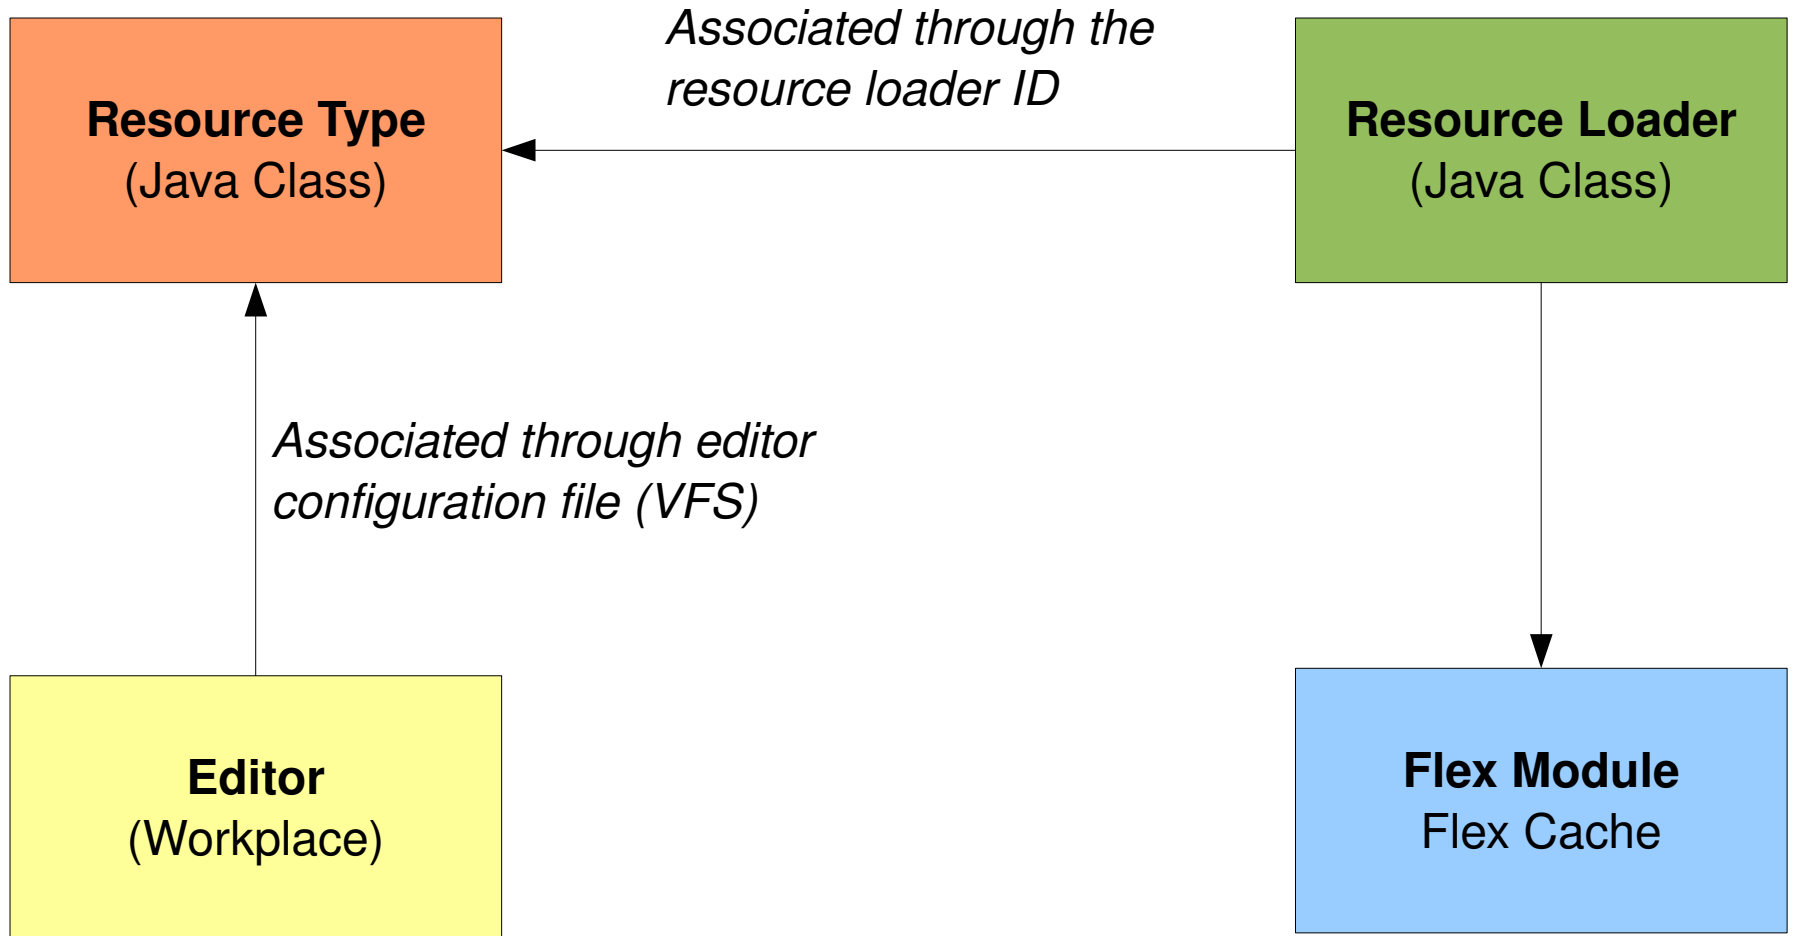 Associated through the
resource loader ID
Resource Type
(Java Class)
Resource Loader
(Java Class)
Associated through editor
configuration file (VFS)
Editor
(Workplace)
Flex Module
Flex Cache